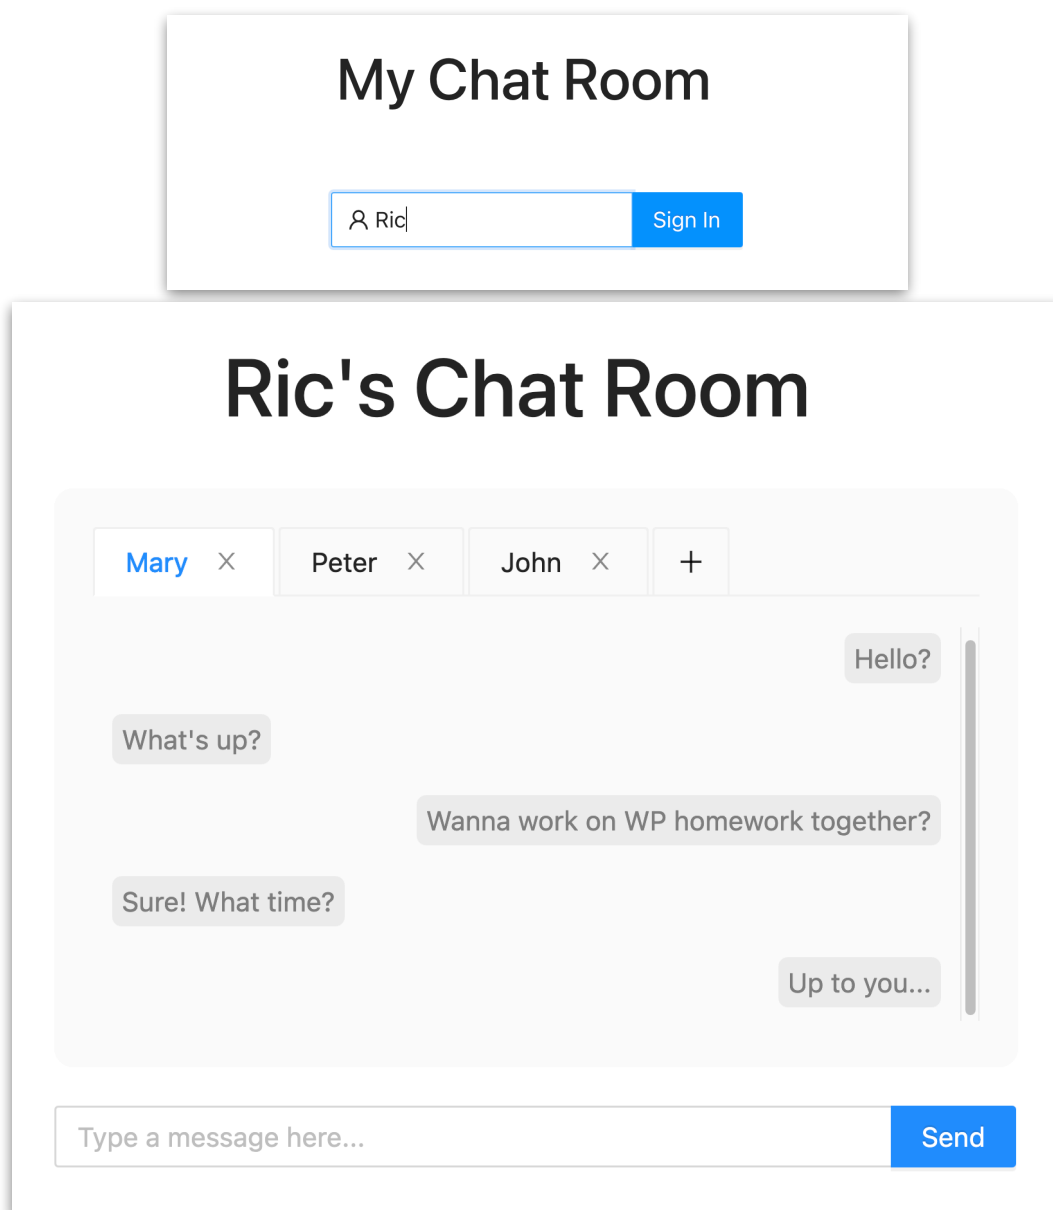 My Chat Room
Ric
Sign In
Ric's Chat Room
Mary X Peter X John X +
Hello?
What's up?
Wanna work on WP homework together?
Sure! What time?
Up to you...
Type a message here...
Send